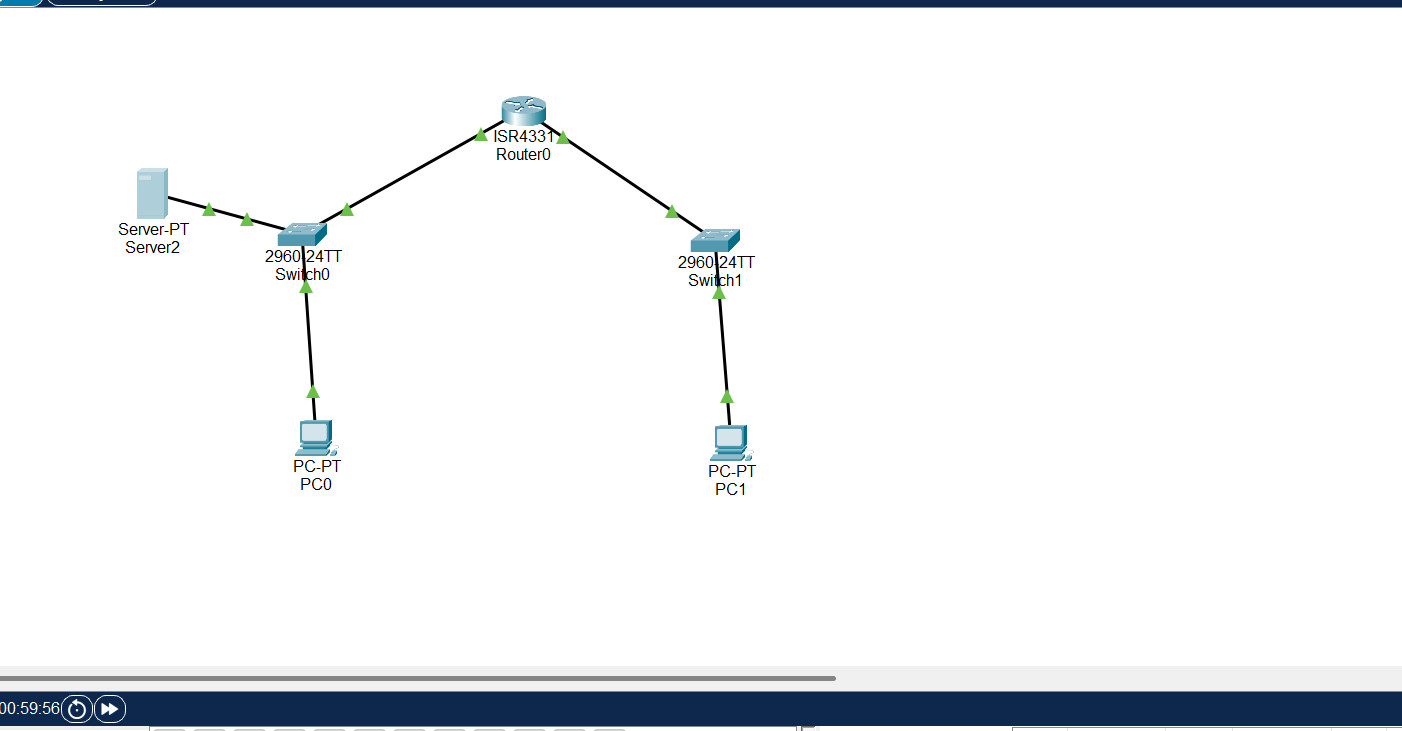 ISR4331
Router0
Server-PT
Server2
2960-24TT
Switch0
2960-24TT
Switch1
PC-PT
PC0
PC-PT
PC1
00:59:56